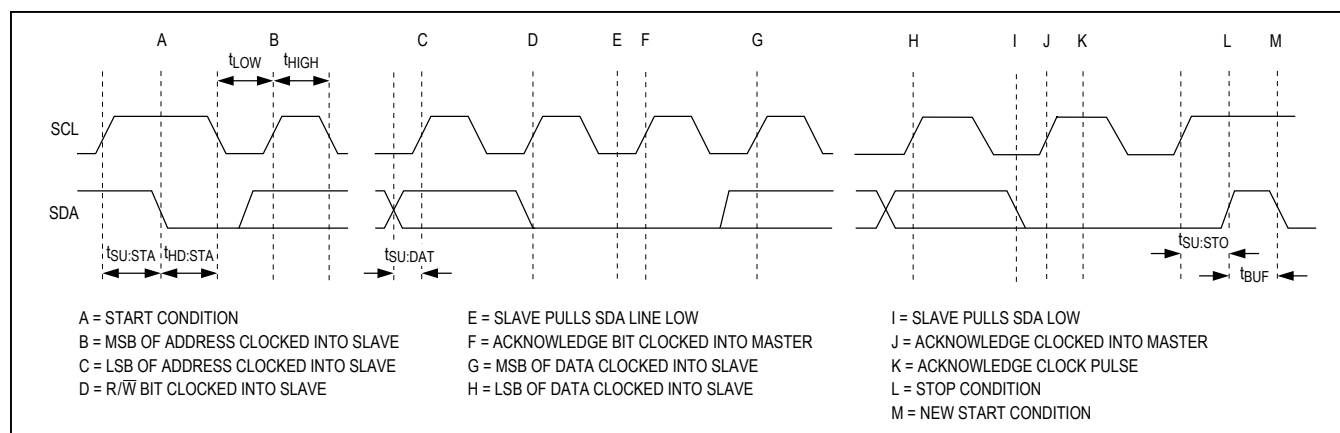 A B C D E F G H I J K L M
tLOW tHIGH
SCL
SDA
tSU:STA tHD:STA tSU:DAT tSU:STO
tBUF
A = START CONDITION
B = MSB OF ADDRESS CLOCKED INTO SLAVE
C = LSB OF ADDRESS CLOCKED INTO SLAVE
D = R/W̅ BIT CLOCKED INTO SLAVE
E = SLAVE PULLS SDA LINE LOW
F = ACKNOWLEDGE BIT CLOCKED INTO MASTER
G = MSB OF DATA CLOCKED INTO SLAVE
H = LSB OF DATA CLOCKED INTO SLAVE
I = SLAVE PULLS SDA LOW
J = ACKNOWLEDGE CLOCKED INTO MASTER
K = ACKNOWLEDGE CLOCK PULSE
L = STOP CONDITION
M = NEW START CONDITION